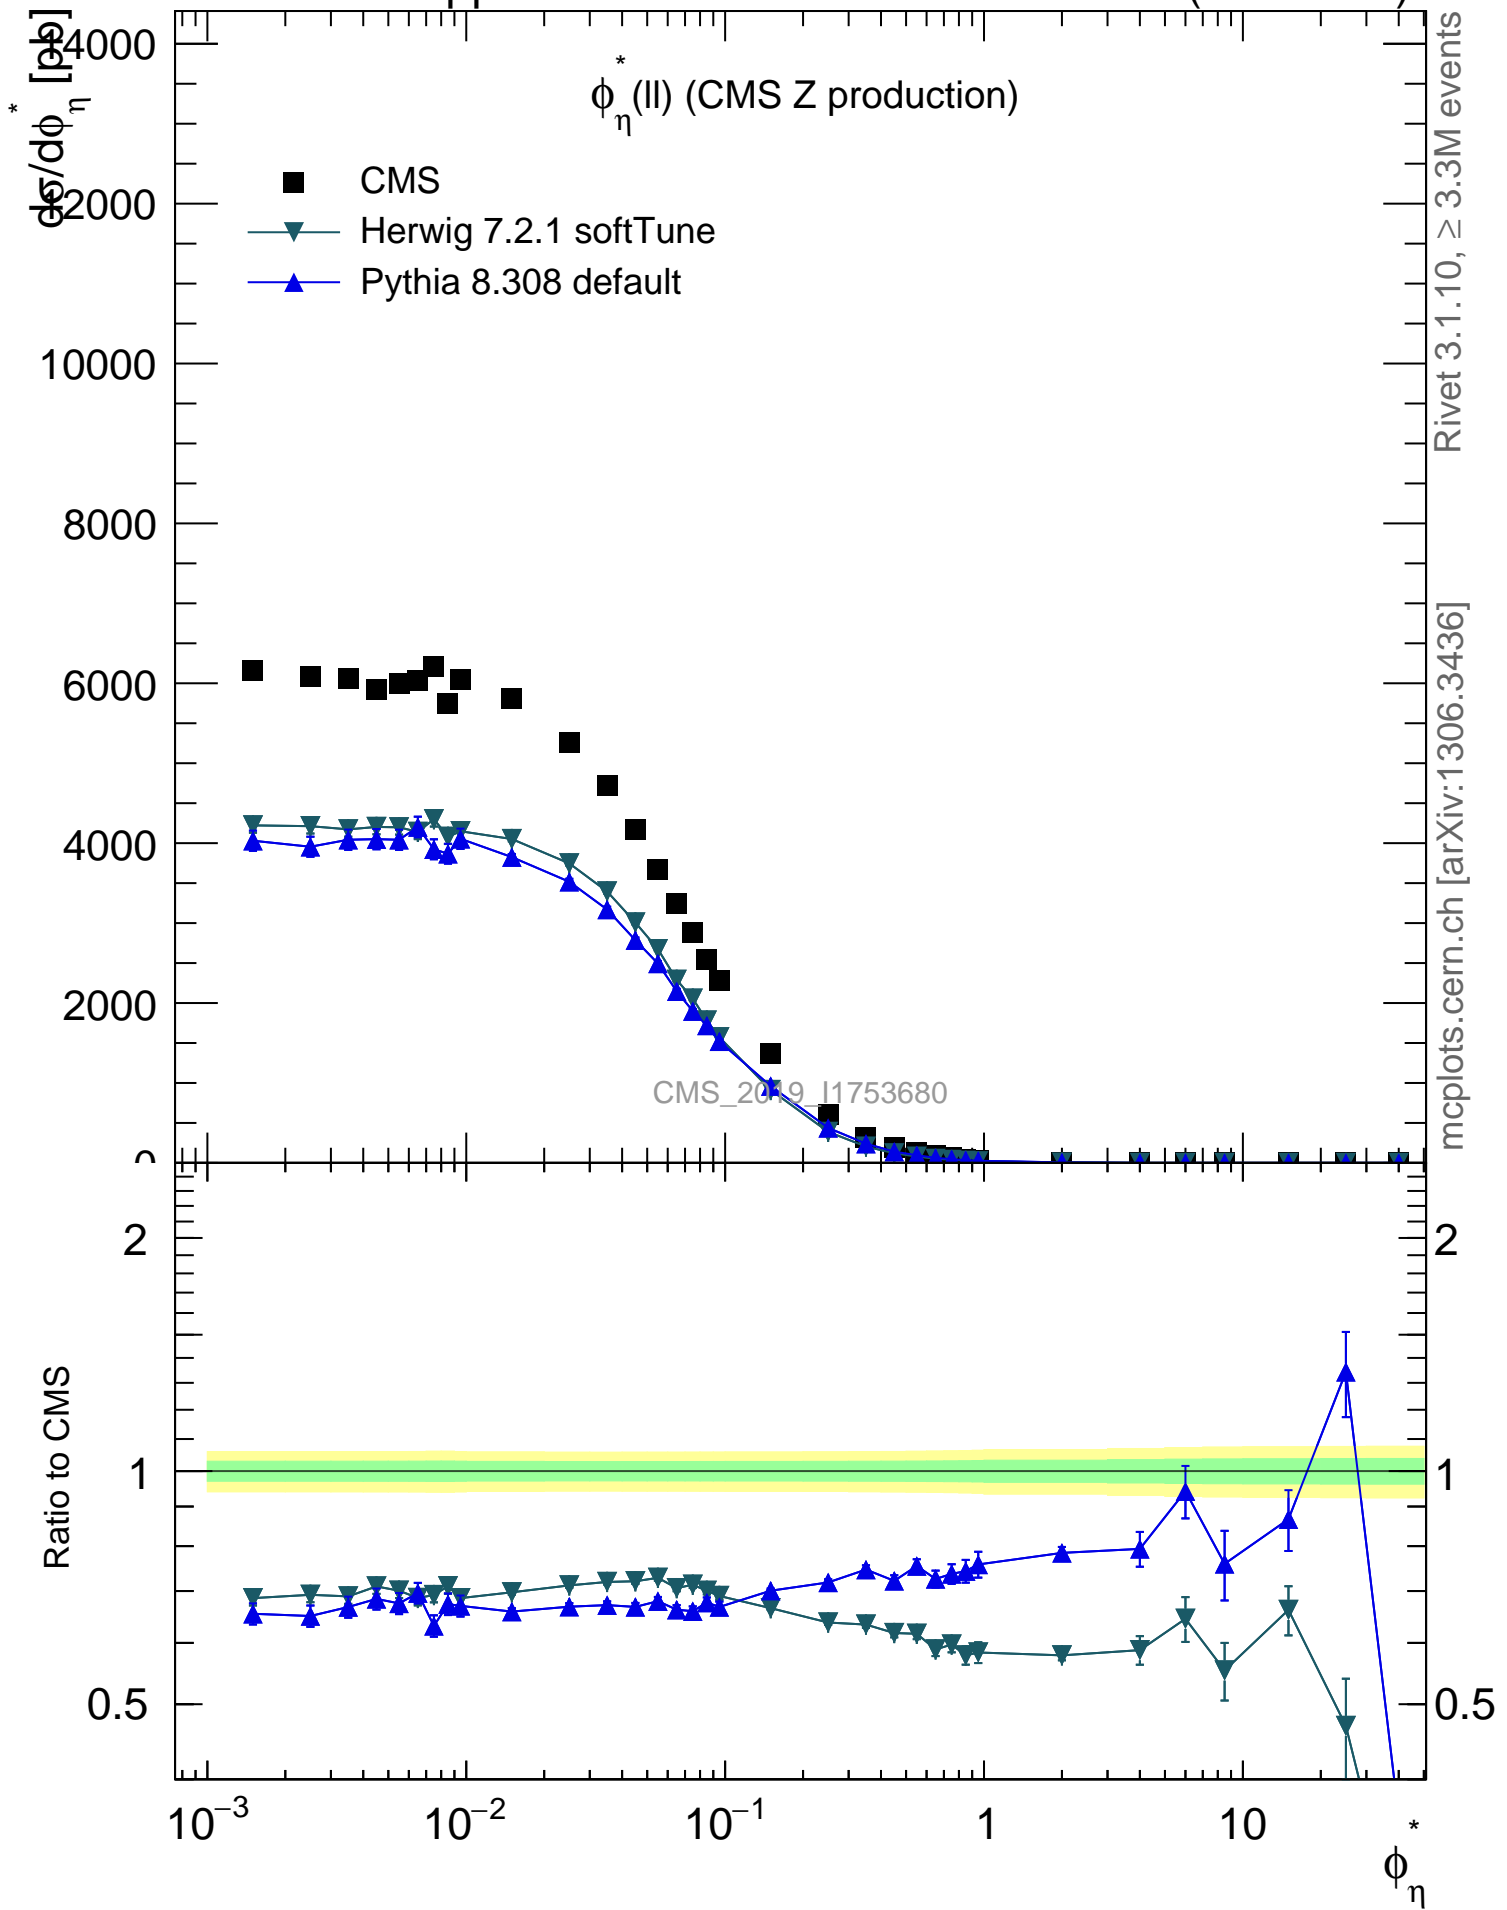 pp
dσ/dφ*η [pb]
φ*η(ll) (CMS Z production)
CMS
Herwig 7.2.1 softTune
Pythia 8.308 default
14000
12000
10000
8000
6000
4000
2000
0
CMS_2019_I1753680
Rivet 3.1.10, ≥ 3.3M events
mcplots.cern.ch [arXiv:1306.3436]
Ratio to CMS
2
1
0.5
2
1
0.5
10−3
10−2
10−1
1
10
φ*η